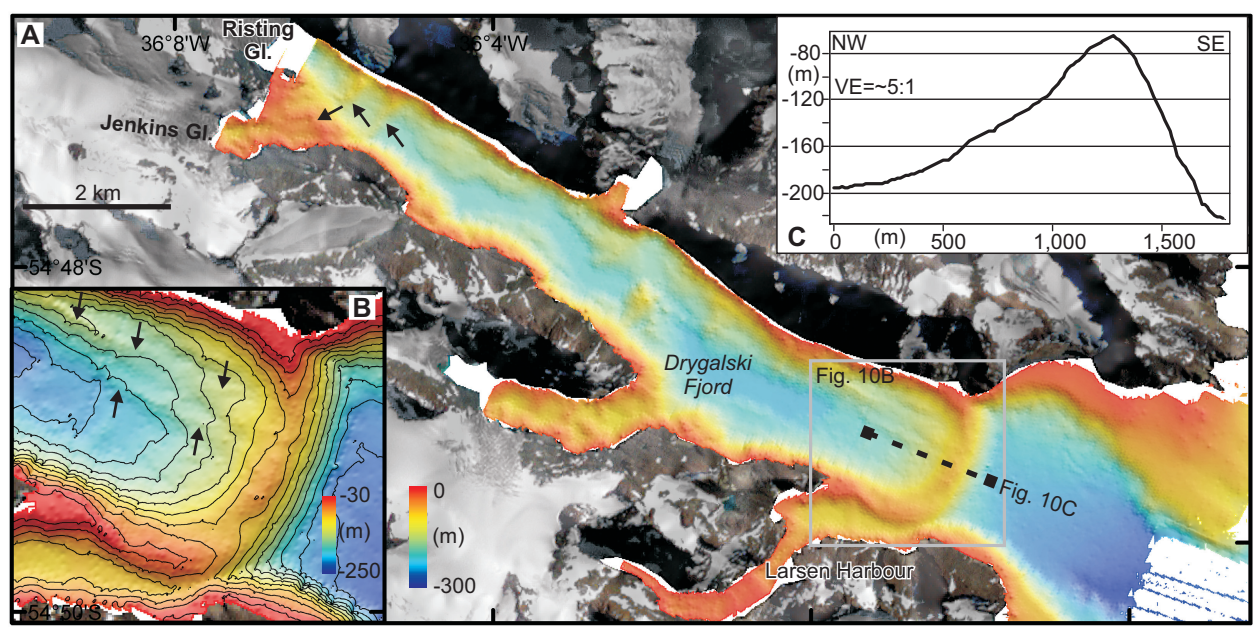 A
Risting
Gl.
36°8'W
36°4'W
Jenkins Gl.
2 km
54°48'S
Drygalski
Fjord
Fig. 10B
Fig. 10C
Larsen Harbour
0
(m)
-300
B
-30
(m)
-250
54°50'S
NW
SE
-80
(m)
VE=~5:1
-120
-160
-200
C
0
(m)
500
1,000
1,500